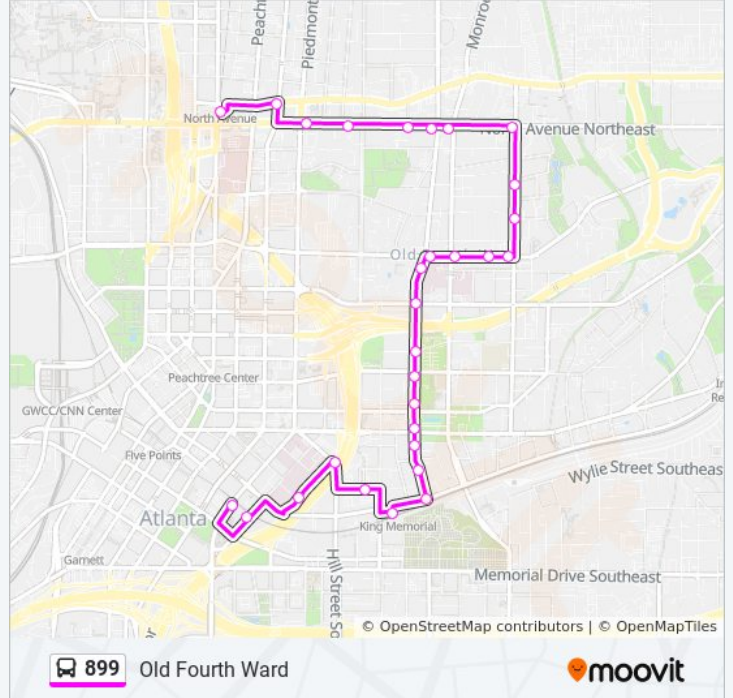 Peach
Piedmont
Monroe
North Avenue
Avenue Northeast
Old
Peachtree Center
GWCC/CNN Center
Five Points
Wylie Street Southeas
Atlanta
King Memorial
Garnett
Hill Street So
Memorial Drive Southeast
© OpenStreetMap contributors | © OpenMapTiles
899 Old Fourth Ward
moovit